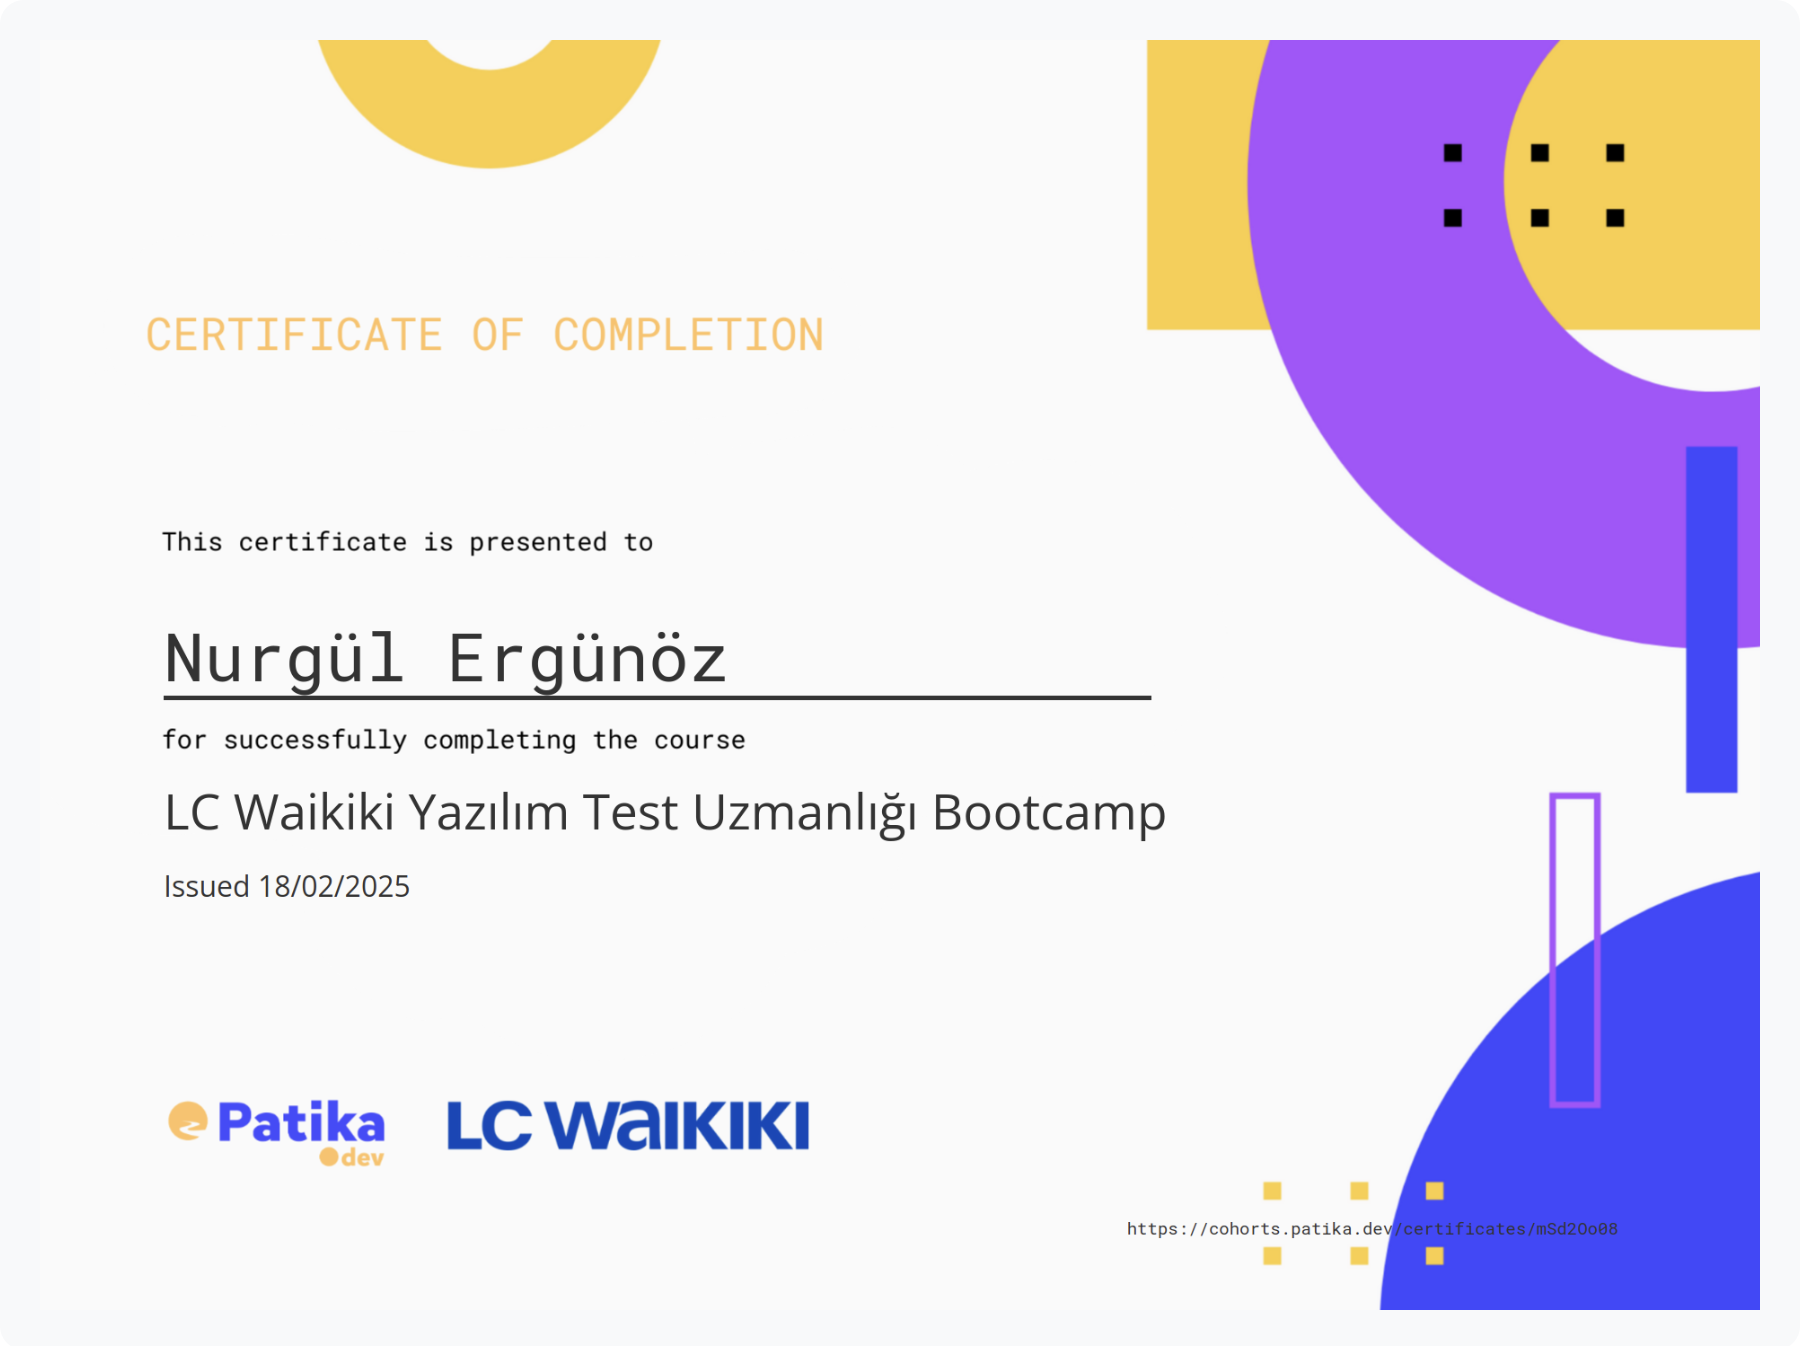 CERTIFICATE OF COMPLETION
This certificate is presented to
Nurgül Ergünöz
for successfully completing the course
LC Waikiki Yazılım Test Uzmanlığı Bootcamp
Issued 18/02/2025
Patika
dev
LC WAIKIKI
https://cohorts.patika.dev/certificates/mSd2Oo08